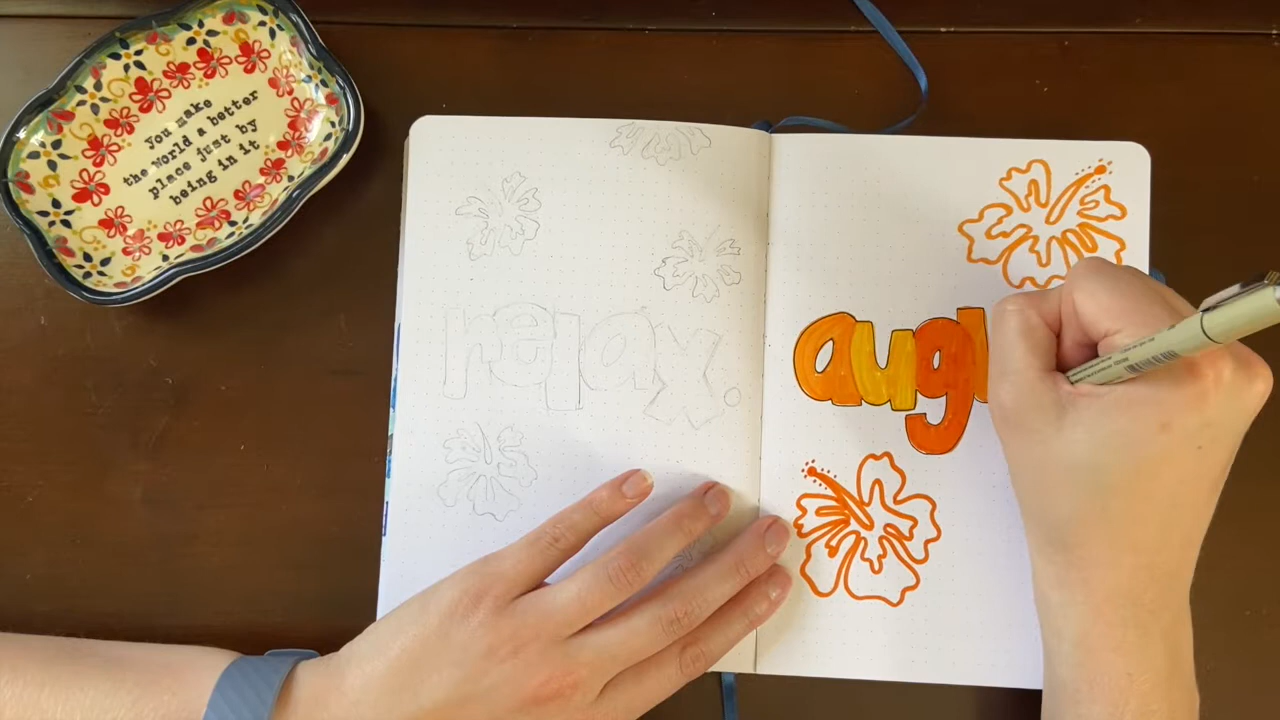 you make
the world a better
place just by
being in it
relax.
aug